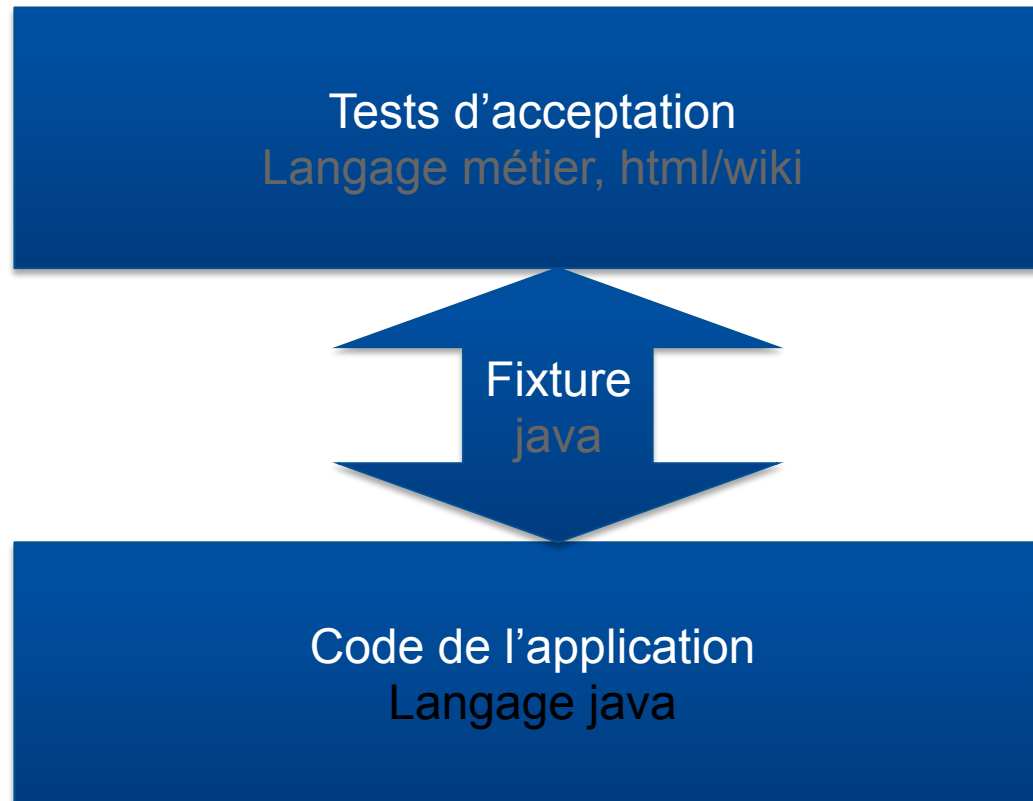 Tests d’acceptation
Langage métier, html/wiki
Fixture
java
Code de l’application
Langage java